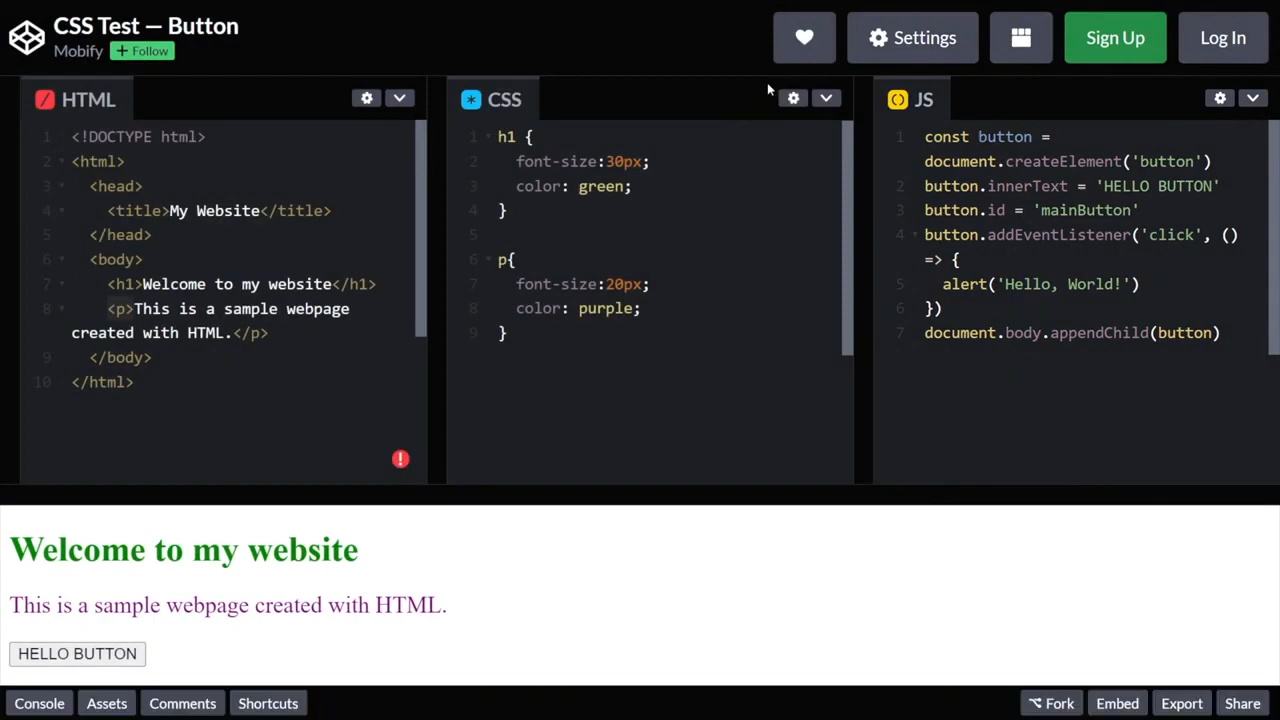 CSS Test — Button
Mobify
+ Follow
Settings
Sign Up
Log In
HTML
1 <!DOCTYPE html>
2 <html>
3 <head>
4 <title>My Website</title>
5 </head>
6 <body>
7 <h1>Welcome to my website</h1>
8 <p>This is a sample webpage
created with HTML.</p>
9 </body>
10 </html>
CSS
1 h1 {
2 font-size:30px;
3 color: green;
4 }
5
6 p{
7 font-size:20px;
8 color: purple;
9 }
JS
1 const button =
document.createElement('button')
2 button.innerText = 'HELLO BUTTON'
3 button.id = 'mainButton'
4 button.addEventListener('click', ()
=> {
5 alert('Hello, World!')
6 })
7 document.body.appendChild(button)
Welcome to my website
This is a sample webpage created with HTML.
HELLO BUTTON
Console
Assets
Comments
Shortcuts
Fork
Embed
Export
Share